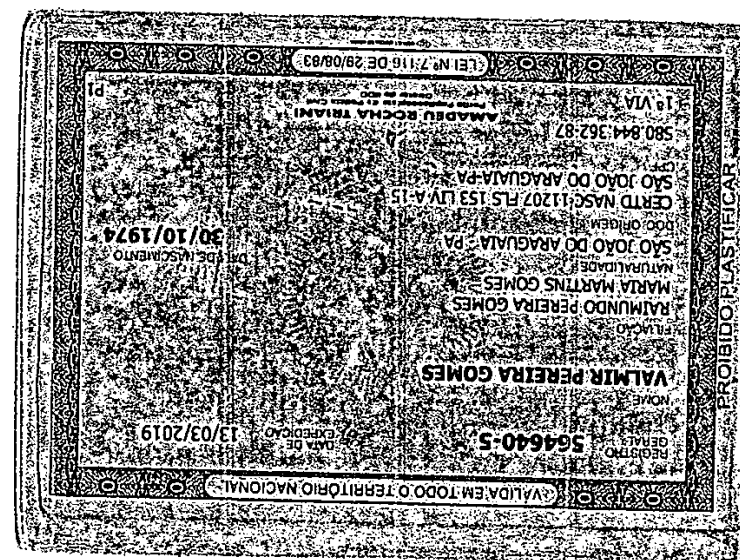 VÁLIDA EM TODO O TERRITÓRIO NACIONAL
REGISTRO GERAL 564640-5 DATA DE EXPEDIÇÃO 13/03/2019
NOME
VALMIR PEREIRA GOMES
FILIAÇÃO
RAIMUNDO PEREIRA GOMES
MARIA MARTINS GOMES
NATURALIDADE DATA DE NASCIMENTO
SÃO JOÃO DO ARAGUAIA - PA 30/10/1974
DOC ORIGEM
CERTD NASC 11207 FLS 153 LIV A-15
SÃO JOÃO DO ARAGUAIA-PA
CPF
580.844.362-87
1ª VIA P1
AMADEU ROCHA TRIANI
LEI Nº 7.116 DE 29/08/83
PROIBIDO PLASTIFICAR